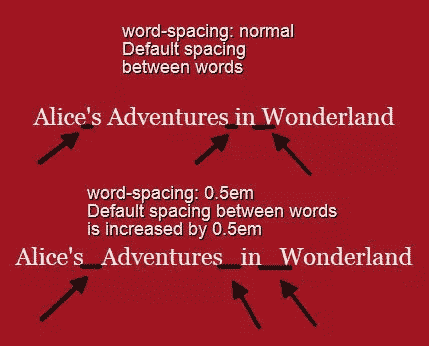 word-spacing: normal
Default spacing
between words
Alice's Adventures in Wonderland
word-spacing: 0.5em
Default spacing between words
is increased by 0.5em
Alice's Adventures in Wonderland